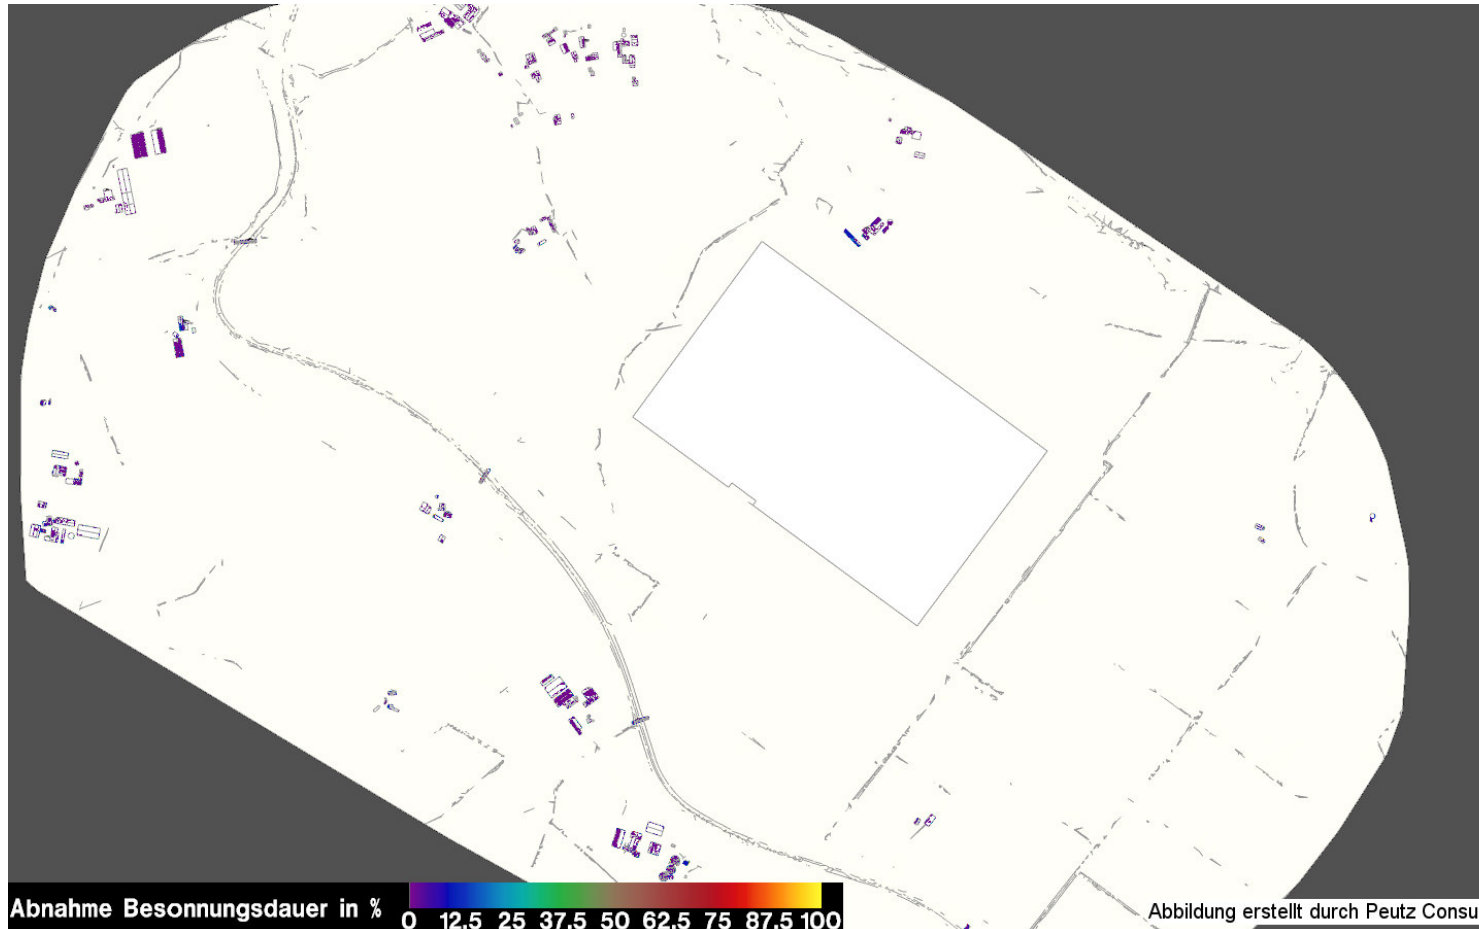 Abnahme Besonnungsdauer in %
0 12,5 25 37,5 50 62,5 75 87,5 100
Abbildung erstellt durch Peutz Consu